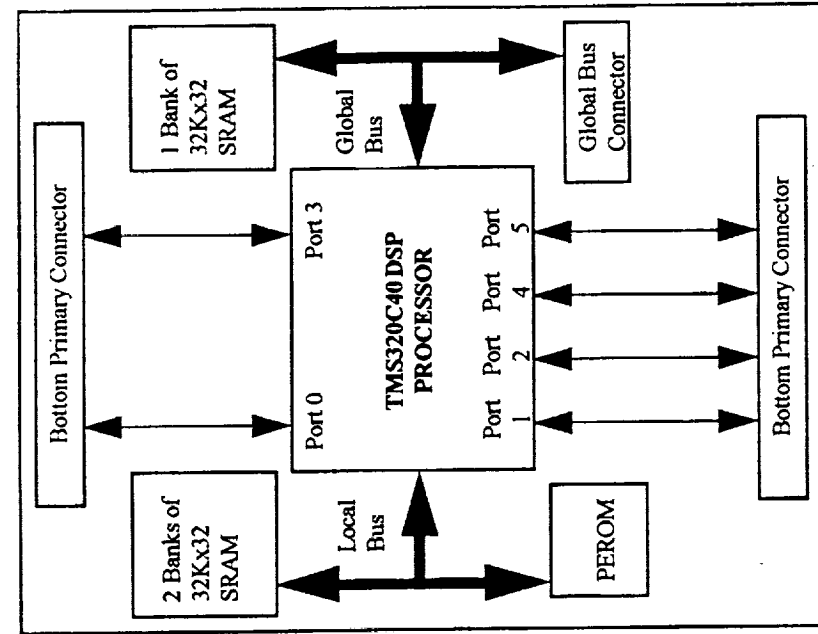 Bottom Primary Connector
2 Banks of
32Kx32
SRAM
1 Bank of
32Kx32
SRAM
Local
Bus
Global
Bus
Port 0
Port 3
TMS320C40 DSP
PROCESSOR
Port
1
Port
2
Port
4
Port
5
PEROM
Global Bus
Connector
Bottom Primary Connector